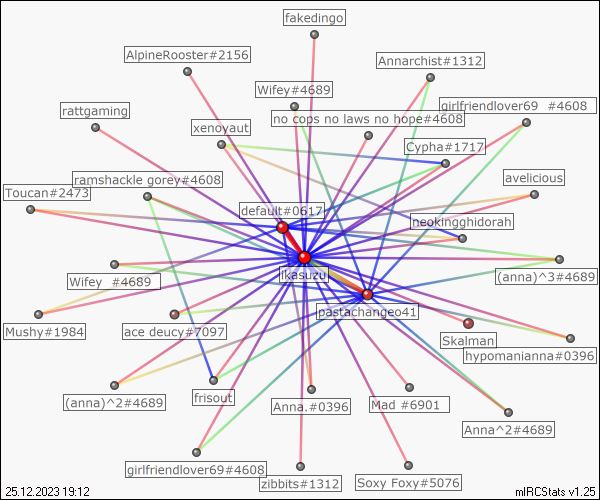 fakedingo
AlpineRooster#2156
Annarchist#1312
Wifey#4689
girlfriendlover69 #4608
rattgaming
no cops no laws no hope#4608
xenoyaut
Cypha#1717
ramshackle gorey#4608
avelicious
Toucan#2473
default#0617
neokingghidorah
ikasuzu
Wifey #4689
(anna)^3#4689
pastachangeo41
Mushy#1984
ace deucy#7097
Skalman
hypomanianna#0396
(anna)^2#4689
frisout
Anna.#0396
Mad #6901
Anna^2#4689
girlfriendlover69#4608
zibbits#1312
Soxy Foxy#5076
25.12.2023 19:12
mIRCStats v1.25